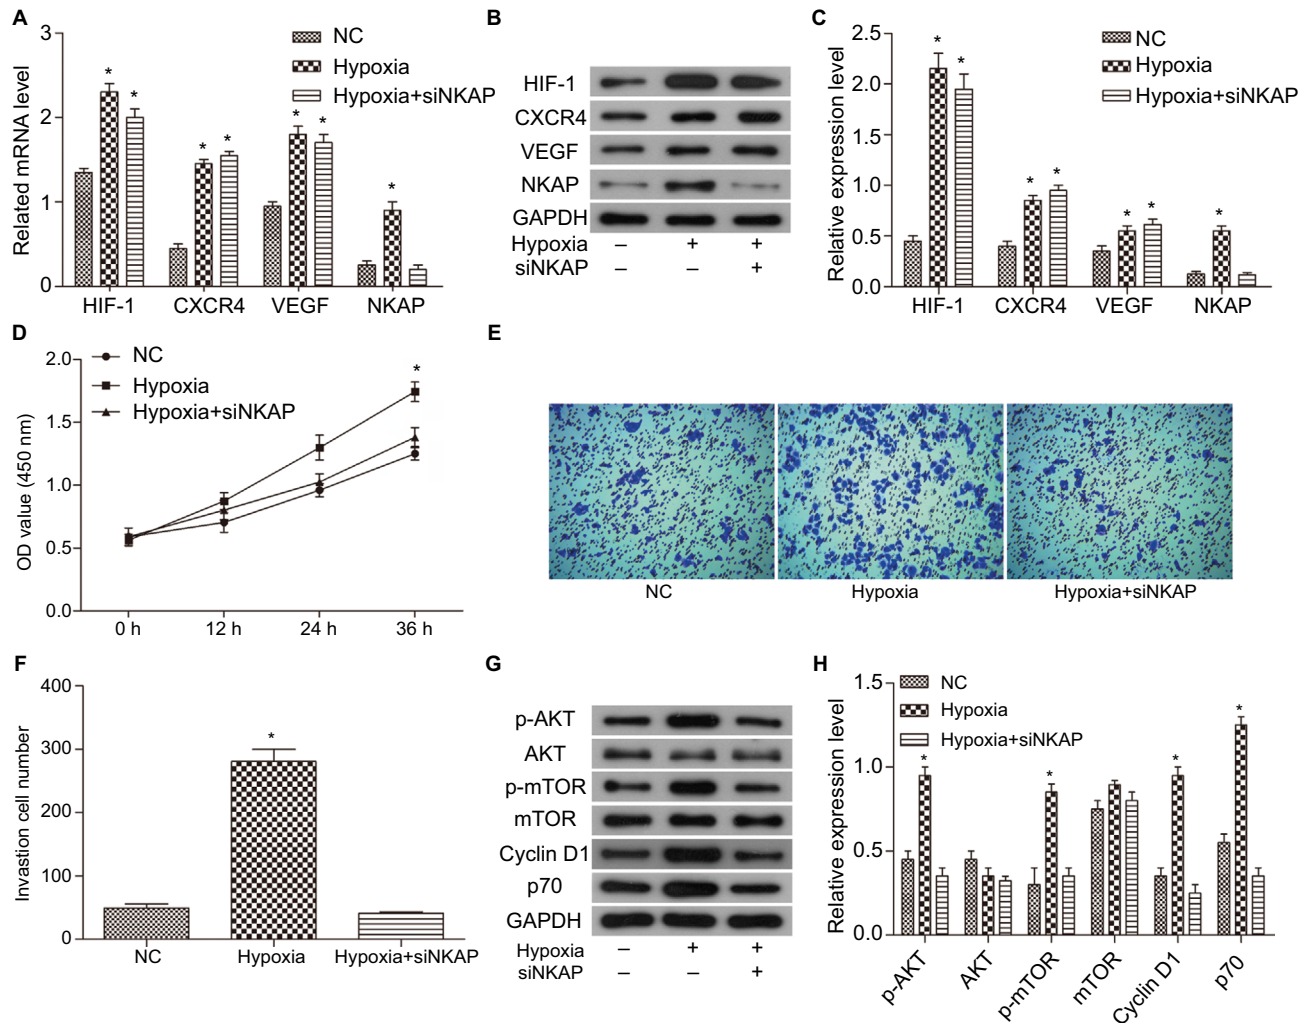 A
Related mRNA level
3
2
1
0
NC
Hypoxia
Hypoxia+siNKAP
* * * * * * *
HIF-1 CXCR4 VEGF NKAP
B
HIF-1
CXCR4
VEGF
NKAP
GAPDH
Hypoxia – + +
siNKAP – – +
C
Relative expression level
2.5
2.0
1.5
1.0
0.5
0.0
NC
Hypoxia
Hypoxia+siNKAP
* * * * * * *
HIF-1 CXCR4 VEGF NKAP
D
OD value (450 nm)
2.0
1.5
1.0
0.5
0.0
NC
Hypoxia
Hypoxia+siNKAP
*
0 h 12 h 24 h 36 h
E
NC Hypoxia Hypoxia+siNKAP
F
Invastion cell number
400
300
200
100
0
*
NC Hypoxia Hypoxia+siNKAP
G
p-AKT
AKT
p-mTOR
mTOR
Cyclin D1
p70
GAPDH
Hypoxia – + +
siNKAP – – +
H
Relative expression level
1.5
1.0
0.5
0.0
NC
Hypoxia
Hypoxia+siNKAP
* * * *
p-AKT AKT p-mTOR mTOR Cyclin D1 p70